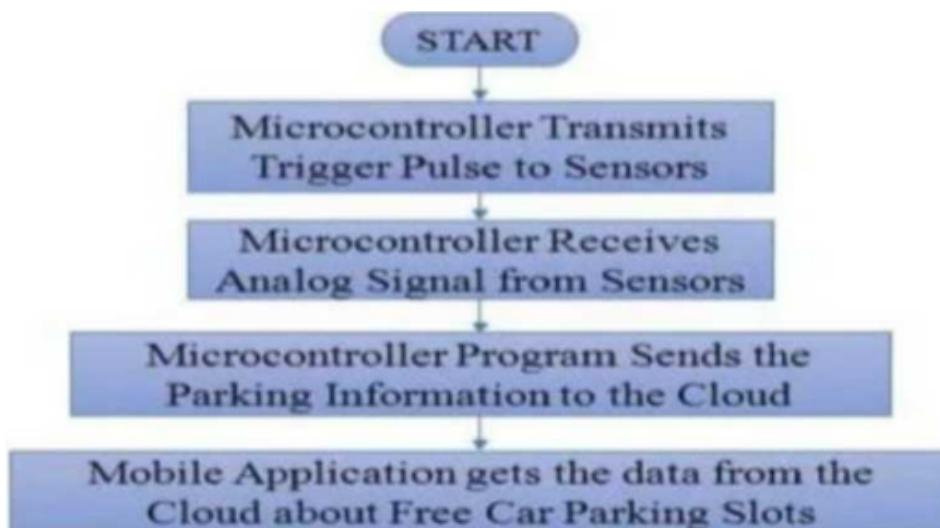 START
Microcontroller Transmits
Trigger Pulse to Sensors
Microcontroller Receives
Analog Signal from Sensors
Microcontroller Program Sends the
Parking Information to the Cloud
Mobile Application gets the data from the
Cloud about Free Car Parking Slots